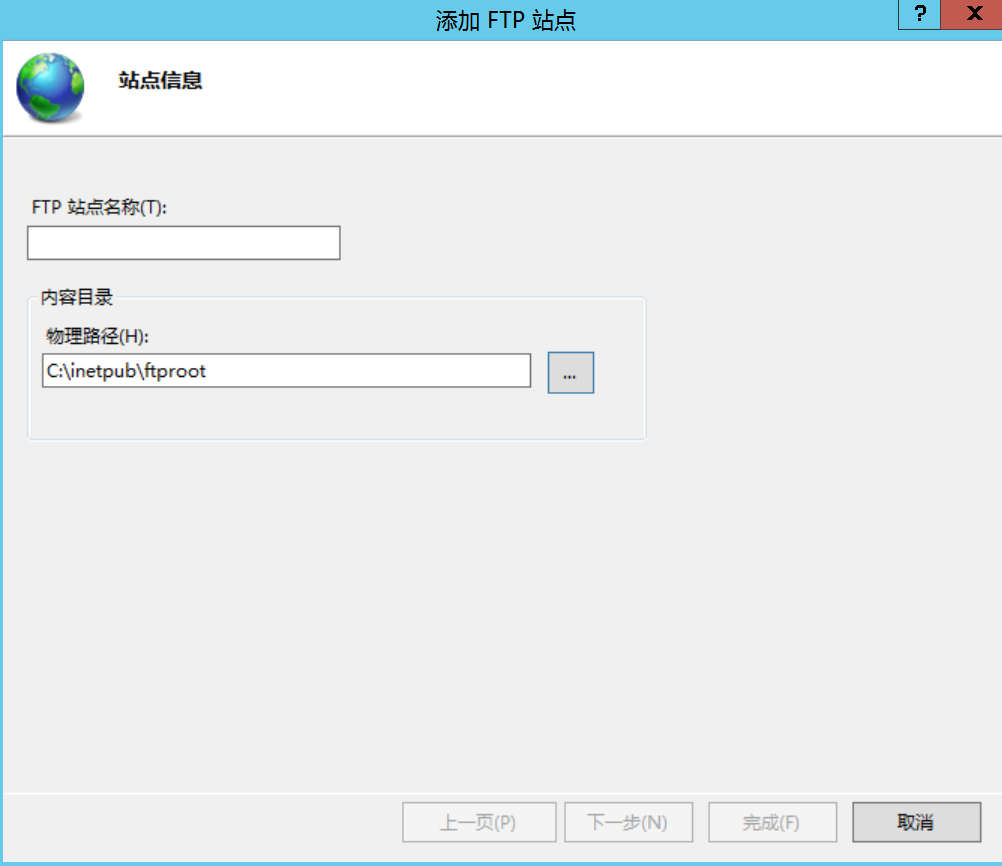 添加 FTP 站点
?
X
站点信息
FTP 站点名称(T):
内容目录
物理路径(H):
C:\inetpub\ftproot
...
上一页(P)
下一步(N)
完成(F)
取消